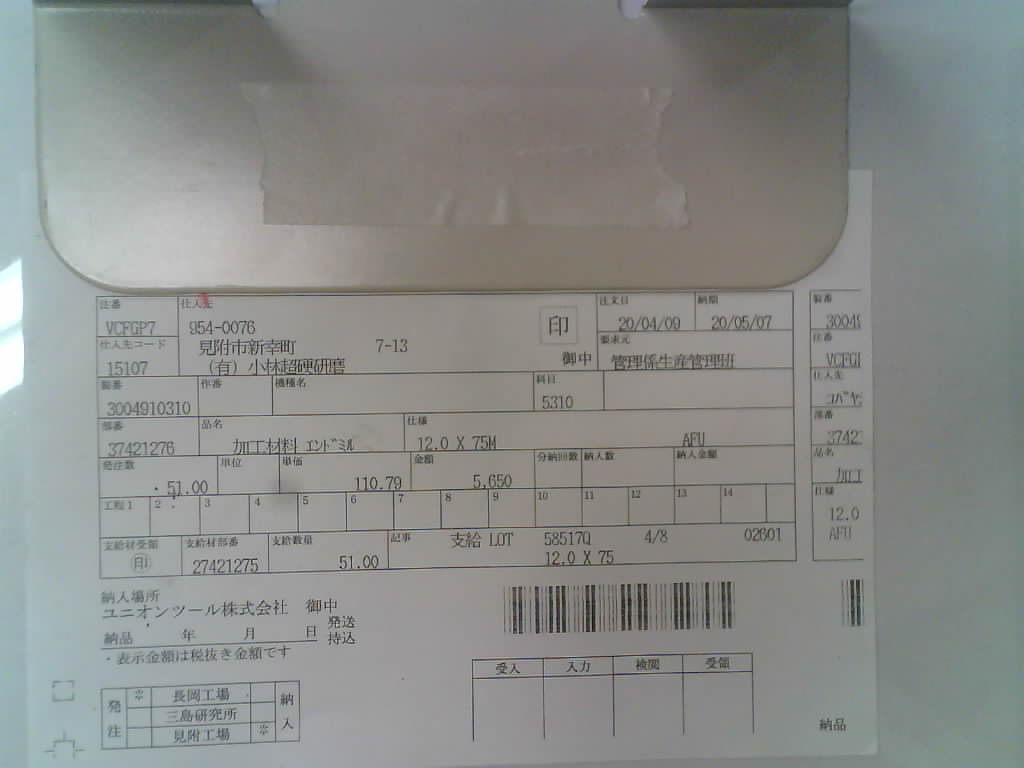 注番 仕入先 注文日 納期
VCFGP7 954-0076 印 20/04/09 20/05/07
仕入先コード 見附市新幸町 7-13 御中 要求元
15107 (有) 小林超硬研磨 管理係生産管理班
製番 作番 機種名 科目
3004910310 5310
部番 品名 仕様
37421276 加工材料 エンドミル 12.0 X 75M AFU
発注数 単位 単価 金額 分納回数 納入数 納入金額
51.00 110.79 5,650
工程1 2 3 4 5 6 7 8 9 10 11 12 13 14
支給材受領 支給材部番 支給数量 記事 支給 LOT 58517Q 4/8 02601
印 27421275 51.00 12.0 X 75
製番
3004
注番
VCFG
仕入先
コバヤ
部番
3742
品名
加工
仕様
12.0
AFU
納入場所
ユニオンツール株式会社 御中
納品 年 月 日 発送 持込
・表示金額は税抜き金額です
受入 入力 検閲 受領
発注 ※ 長岡工場 納入
三島研究所
見附工場 ※
納品